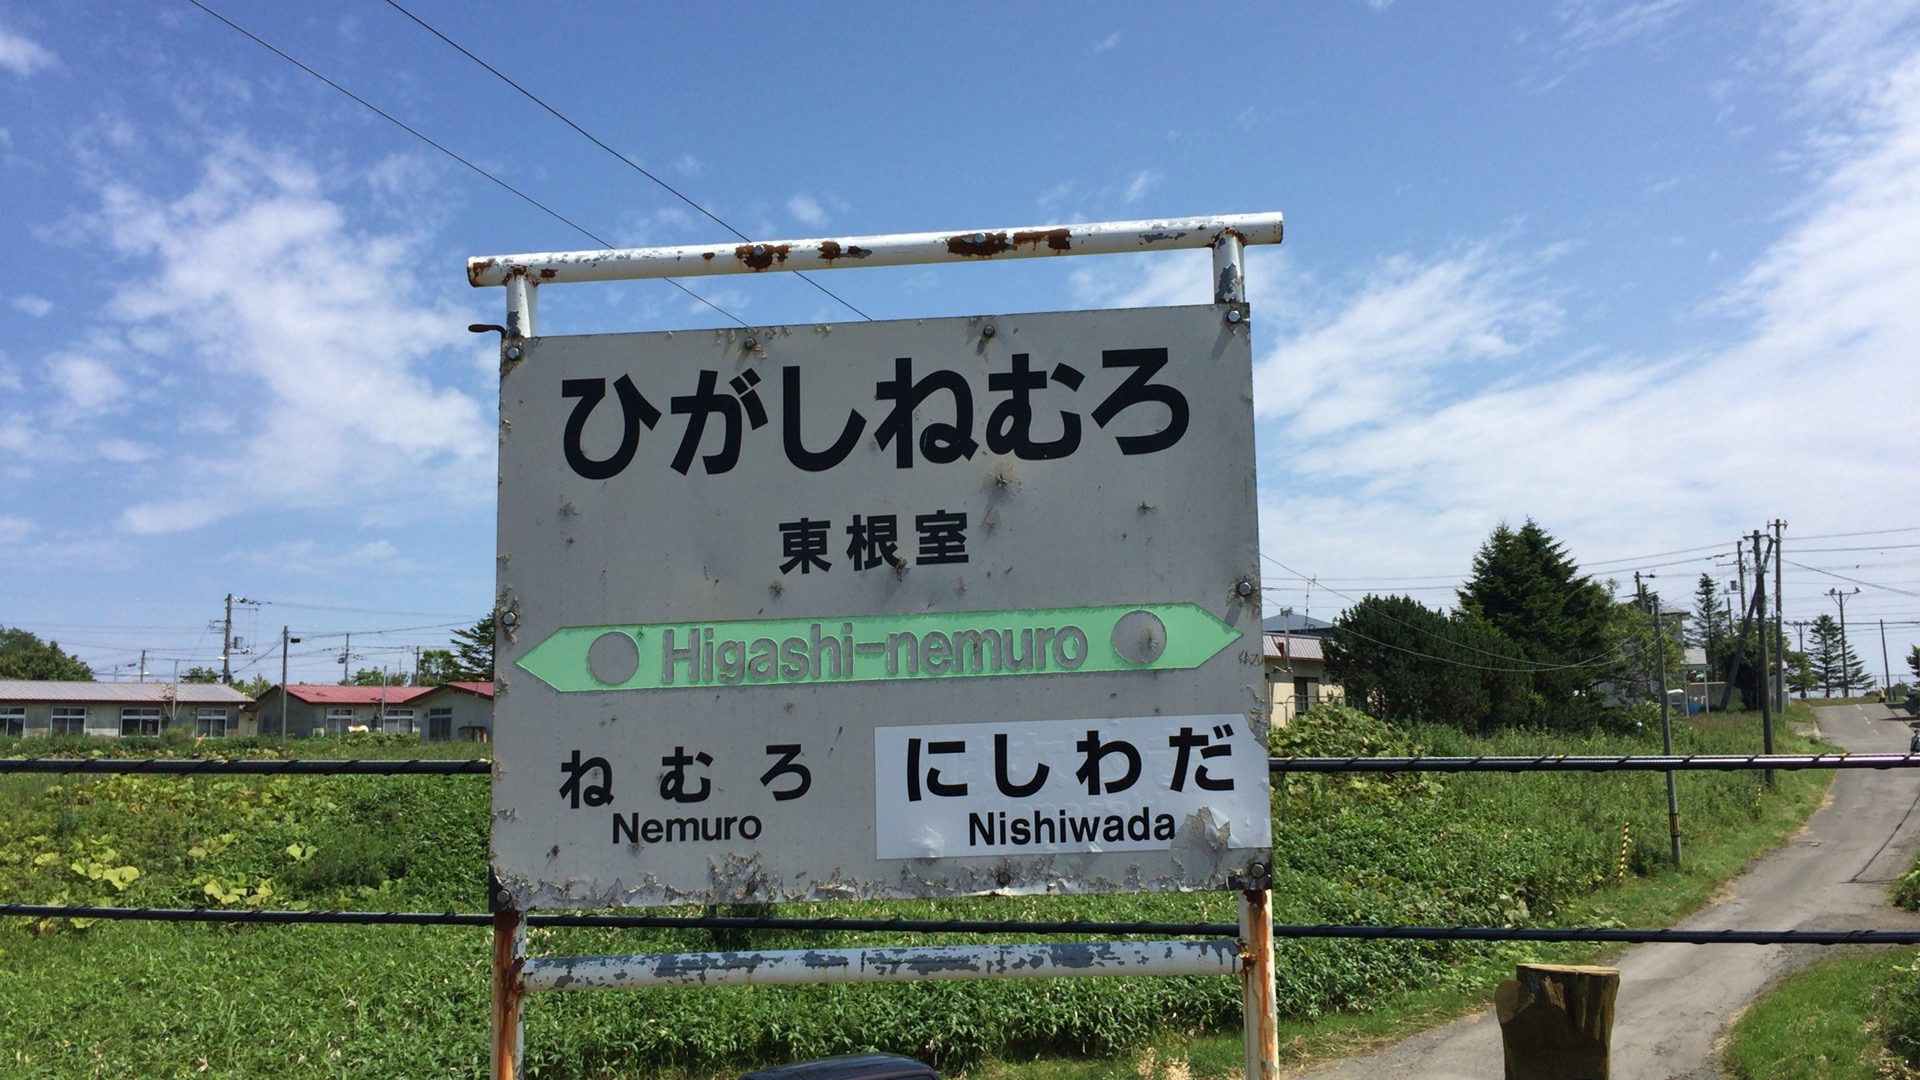 ひがしねむろ
東根室
Higashi-nemuro
ねむろ にしわだ
Nemuro Nishiwada